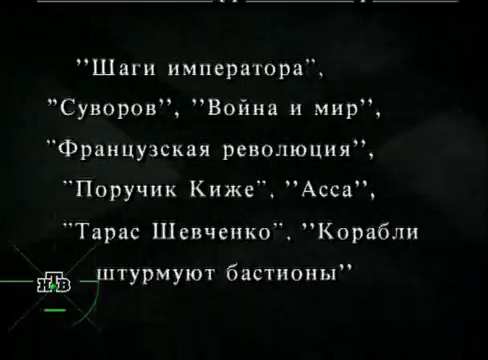 ''Шаги императора",
"Суворов'', ''Война и мир'',
"Французская революция'',
"Поручик Киже", ''Асса'',
"Тарас Шевченко", ''Корабли
штурмуют бастионы''
НТВ